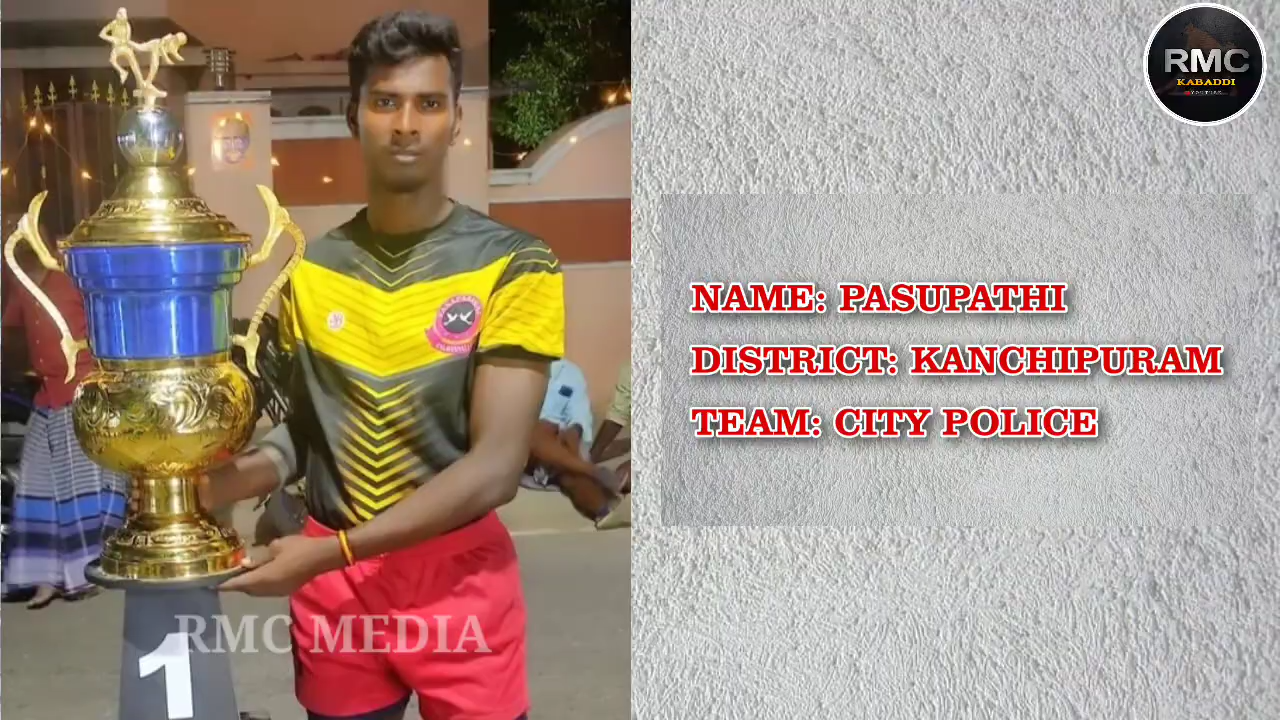 RMC
KABADDI
NAME: PASUPATHI
DISTRICT: KANCHIPURAM
TEAM: CITY POLICE
RMC MEDIA
1